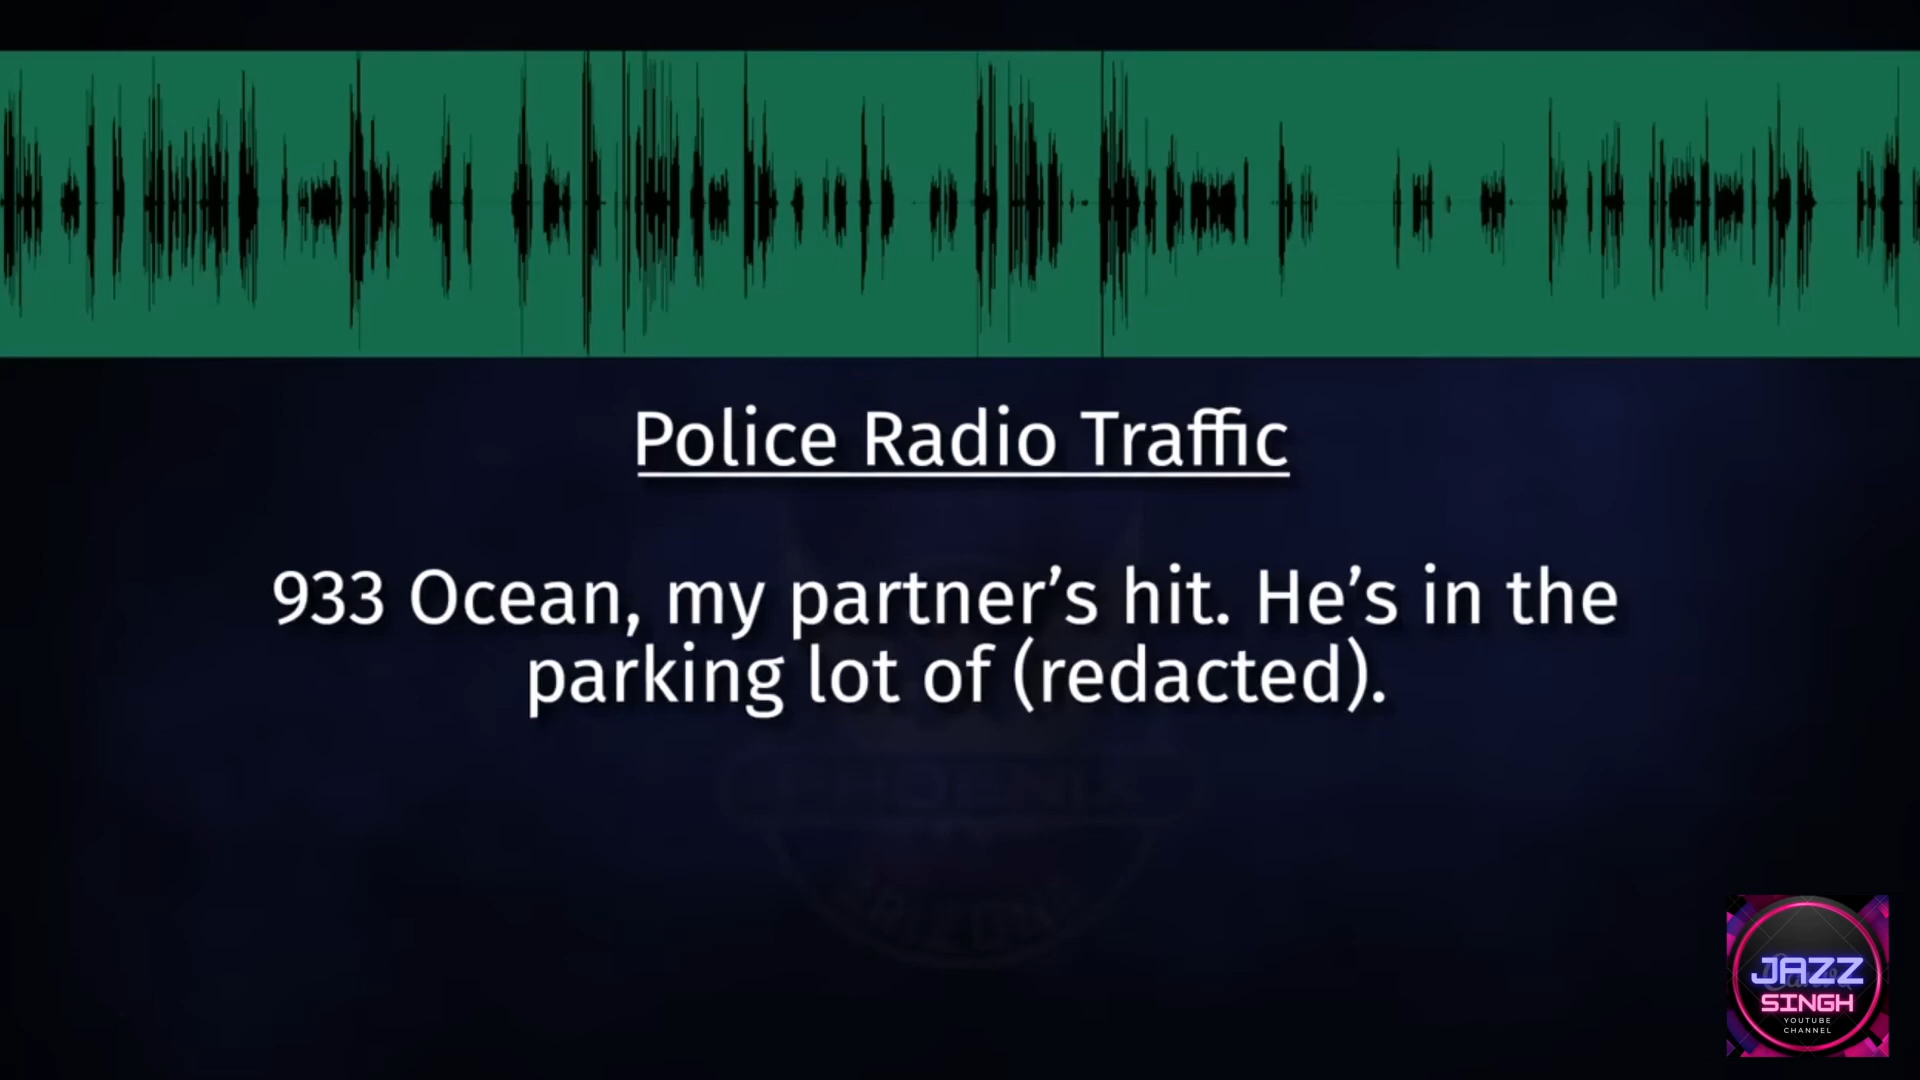 Police Radio Traffic
933 Ocean, my partner’s hit. He’s in the
parking lot of (redacted).
PHOENIX
JAZZ
SINGH
YOUTUBE
CHANNEL